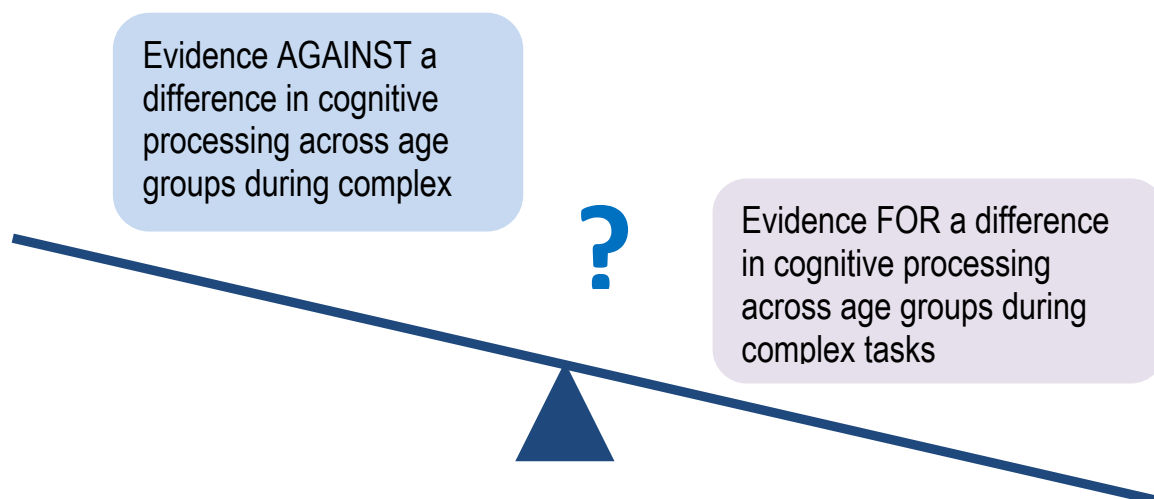 Evidence AGAINST a
difference in cognitive
processing across age
groups during complex
?
Evidence FOR a difference
in cognitive processing
across age groups during
complex tasks